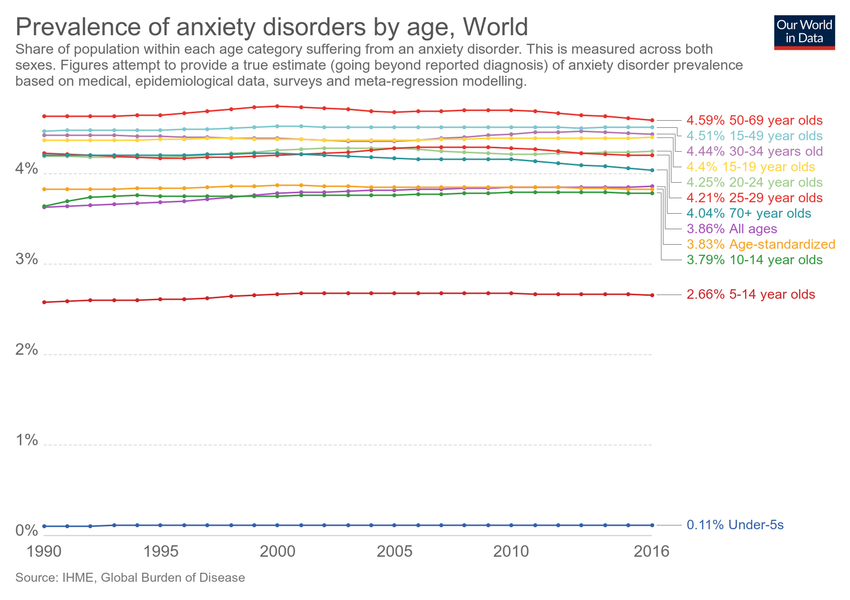 Prevalence of anxiety disorders by age, World
Our World
in Data
Share of population within each age category suffering from an anxiety disorder. This is measured across both
sexes. Figures attempt to provide a true estimate (going beyond reported diagnosis) of anxiety disorder prevalence
based on medical, epidemiological data, surveys and meta-regression modelling.
4.59% 50-69 year olds
4.51% 15-49 year olds
4.44% 30-34 years old
4.4% 15-19 year olds
4%
4.25% 20-24 year olds
4.21% 25-29 year olds
4.04% 70+ year olds
3.86% All ages
3.83% Age-standardized
3%
3.79% 10-14 year olds
2.66% 5-14 year olds
2%
1%
0.11% Under-5s
0%
1990 1995 2000 2005 2010 2016
Source: IHME, Global Burden of Disease